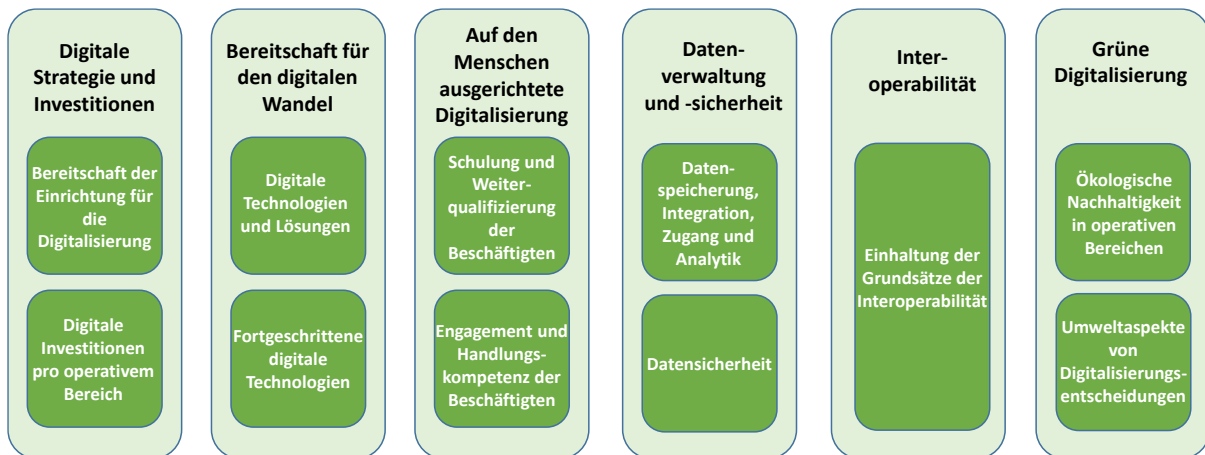 Digitale
Strategie und
Investitionen
Bereitschaft der
Einrichtung für
die
Digitalisierung
Digitale
Investitionen
pro operativem
Bereich
Bereitschaft für
den digitalen
Wandel
Digitale
Technologien
und Lösungen
Fortgeschrittene
digitale
Technologien
Auf den
Menschen
ausgerichtete
Digitalisierung
Schulung und
Weiter-
qualifizierung
der
Beschäftigten
Engagement und
Handlungs-
kompetenz der
Beschäftigten
Daten-
verwaltung
und -sicherheit
Daten-
speicherung,
Integration,
Zugang und
Analytik
Datensicherheit
Inter-
operabilität
Einhaltung der
Grundsätze der
Interoperabilität
Grüne
Digitalisierung
Ökologische
Nachhaltigkeit
in operativen
Bereichen
Umweltaspekte
von
Digitalisierungs-
entscheidungen